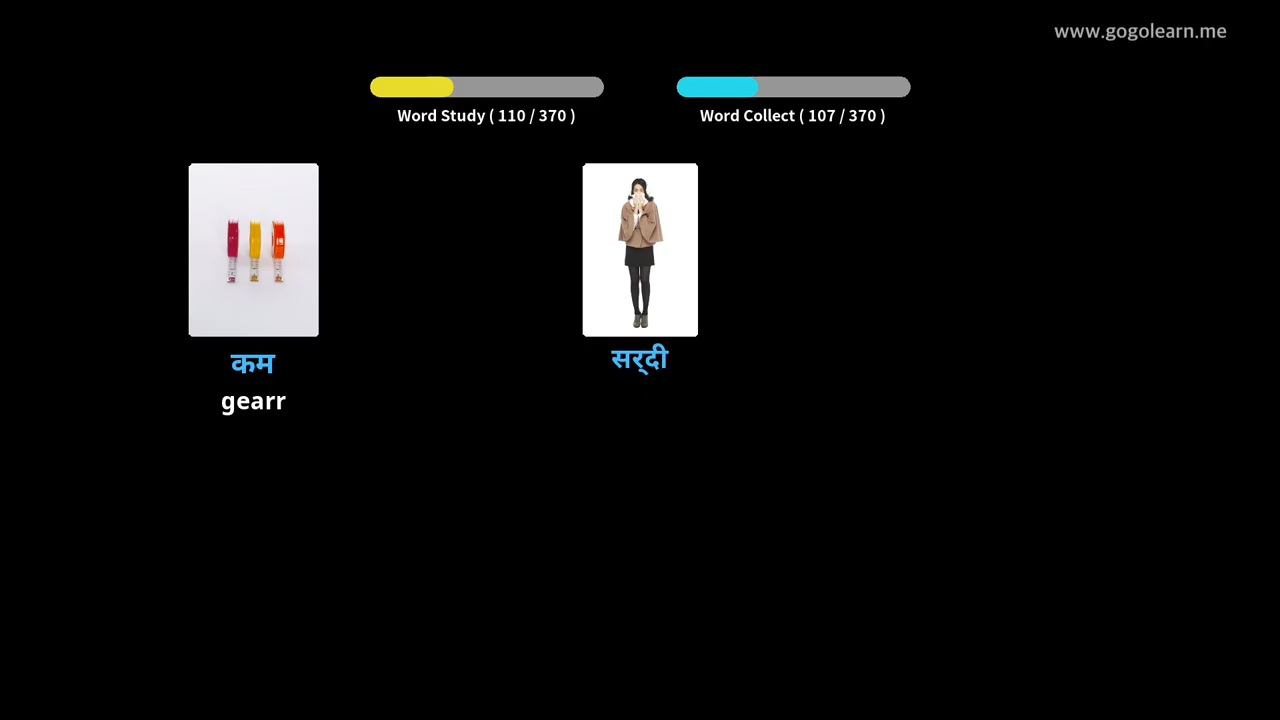 www.gogolearn.me
Word Study ( 110 / 370 )
Word Collect ( 107 / 370 )
कम
gearr
सर्‌दी